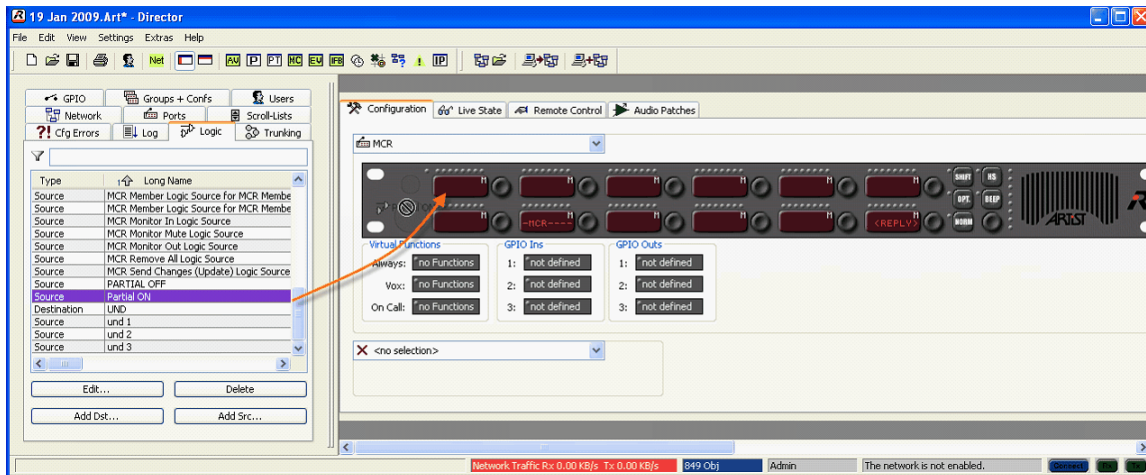 19 Jan 2009.Art* - Director
File Edit View Settings Extras Help
Net AV P PT MC EV IFB IP
GPIO Groups + Confs Users
Network Ports Scroll-Lists
?! Cfg Errors Log Logic Trunking
Type Long Name
Source MCR Member Logic Source for MCR Membe
Source MCR Member Logic Source for MCR Membe
Source MCR Monitor In Logic Source
Source MCR Monitor Mute Logic Source
Source MCR Monitor Out Logic Source
Source MCR Remove All Logic Source
Source MCR Send Changes (Update) Logic Source
Source PARTIAL OFF
Source Partial ON
Destination UND
Source und 1
Source und 2
Source und 3
Edit... Delete
Add Dst... Add Src...
Configuration Live State Remote Control Audio Patches
MCR
M M M M M M
SHIFT HS
OPT. BEEP
M M M M M M
-MCR---- <REPLY> NORM
ARTIST
Virtual Functions GPIO Ins GPIO Outs
Always: no Functions 1: not defined 1: not defined
Vox: no Functions 2: not defined 2: not defined
On Call: no Functions 3: not defined 3: not defined
<no selection>
Network Traffic Rx 0.00 KB/s Tx 0.00 KB/s 849 Obj Admin The network is not enabled. Connect